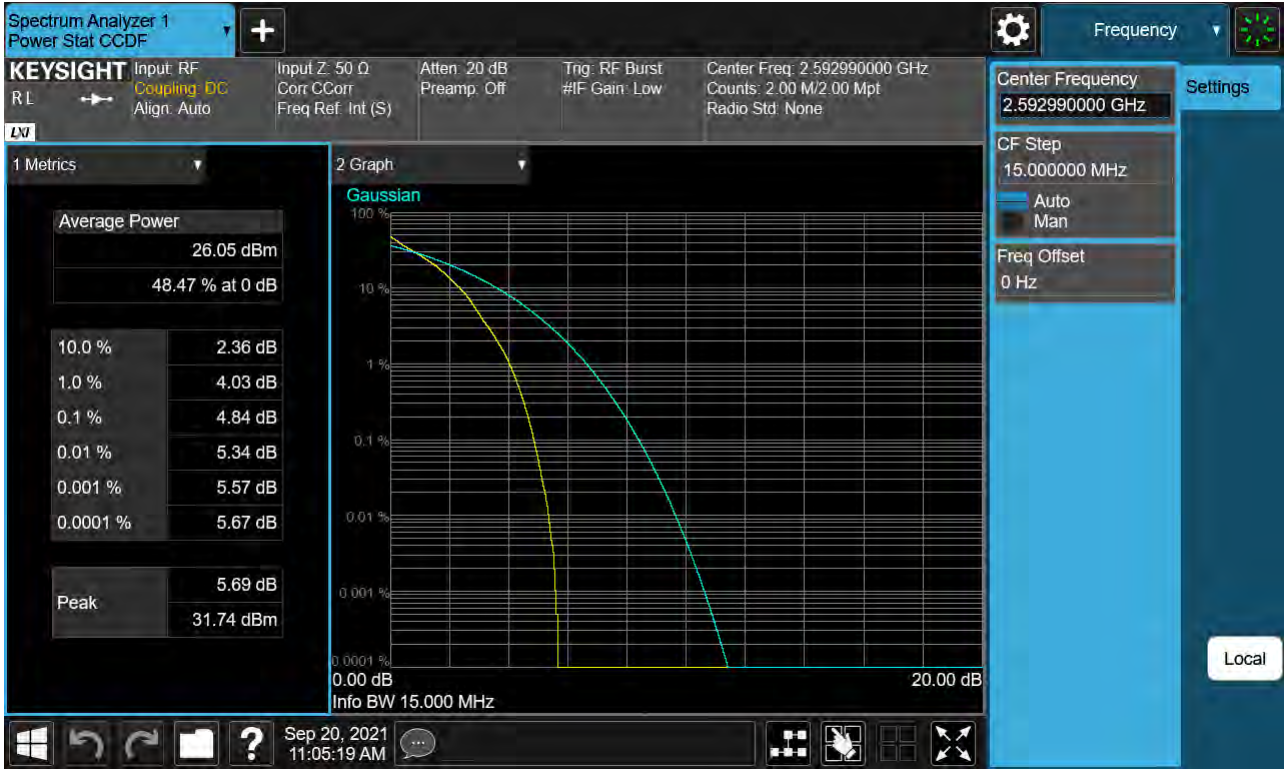 Spectrum Analyzer 1
Power Stat CCDF
+
Frequency
KEYSIGHT
R L
LXI
Input: RF
Coupling: DC
Align: Auto
Input Z: 50 Ω
Corr CCorr
Freq Ref: Int (S)
Atten: 20 dB
Preamp: Off
Trig: RF Burst
#IF Gain: Low
Center Freq: 2.592990000 GHz
Counts: 2.00 M/2.00 Mpt
Radio Std: None
1 Metrics
Average Power
26.05 dBm
48.47 % at 0 dB
10.0 % 2.36 dB
1.0 % 4.03 dB
0.1 % 4.84 dB
0.01 % 5.34 dB
0.001 % 5.57 dB
0.0001 % 5.67 dB
Peak
5.69 dB
31.74 dBm
2 Graph
Gaussian
100 %
10 %
1 %
0.1 %
0.01 %
0.001 %
0.0001 %
0.00 dB 20.00 dB
Info BW 15.000 MHz
Center Frequency
2.592990000 GHz
CF Step
15.000000 MHz
Auto
Man
Freq Offset
0 Hz
Settings
Local
?
Sep 20, 2021
11:05:19 AM